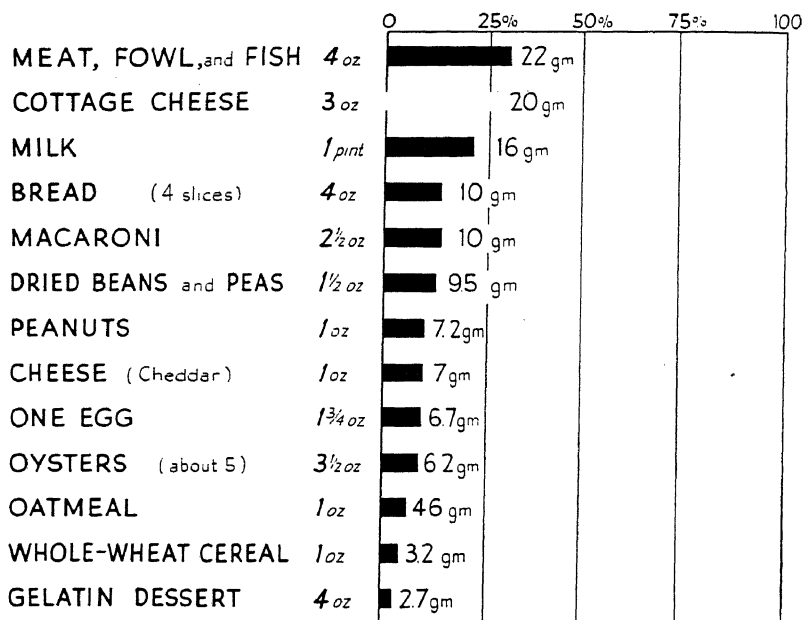 0 25% 50% 75% 100
MEAT, FOWL, and FISH 4 oz 22 gm
COTTAGE CHEESE 3 oz 20 gm
MILK 1 pint 16 gm
BREAD (4 slices) 4 oz 10 gm
MACARONI 2½ oz 10 gm
DRIED BEANS and PEAS 1½ oz 95 gm
PEANUTS 1 oz 7.2 gm
CHEESE (Cheddar) 1 oz 7 gm
ONE EGG 1¾ oz 6.7 gm
OYSTERS (about 5) 3½ oz 62 gm
OATMEAL 1 oz 46 gm
WHOLE-WHEAT CEREAL 1 oz 3.2 gm
GELATIN DESSERT 4 oz 2.7 gm